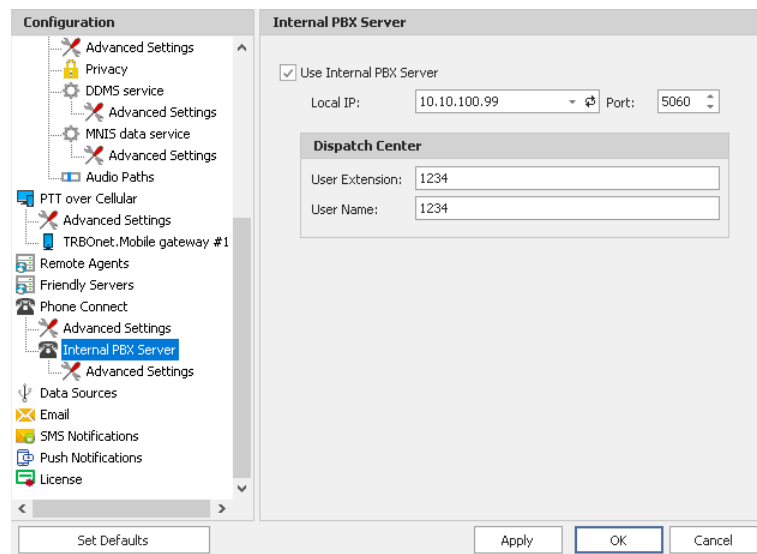 Configuration
Advanced Settings
Privacy
DDMS service
Advanced Settings
MNIS data service
Advanced Settings
Audio Paths
PTT over Cellular
Advanced Settings
TRBOnet.Mobile gateway #1
Remote Agents
Friendly Servers
Phone Connect
Advanced Settings
Internal PBX Server
Advanced Settings
Data Sources
Email
SMS Notifications
Push Notifications
License
Set Defaults
Internal PBX Server
Use Internal PBX Server
Local IP: 10.10.100.99 Port: 5060
Dispatch Center
User Extension: 1234
User Name: 1234
Apply OK Cancel